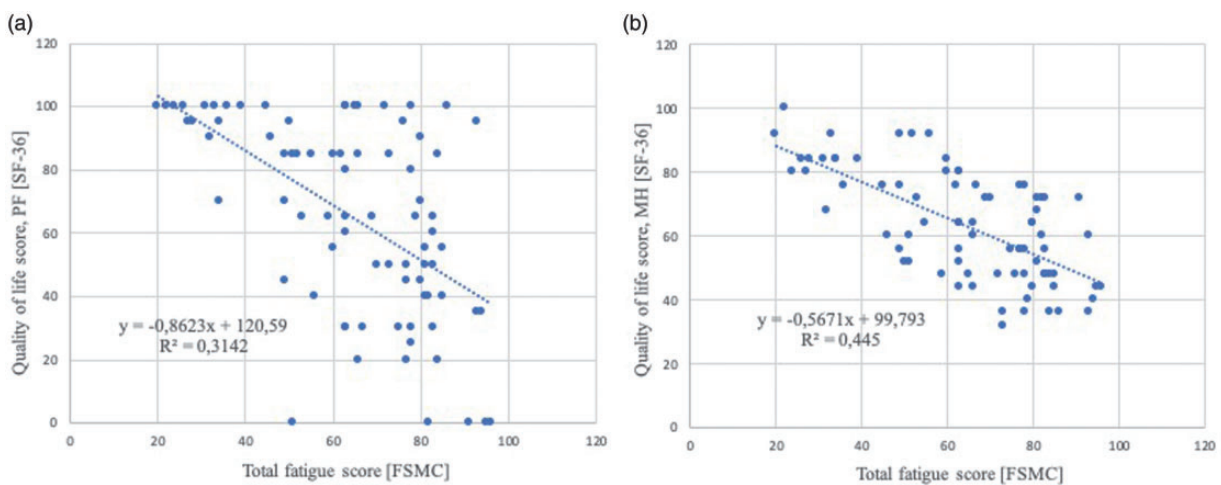 (a)
120
100
80
60
40
20
0
0 20 40 60 80 100 120
Quality of life score, PF [SF-36]
Total fatigue score [FSMC]
y = -0,8623x + 120,59
R² = 0,3142
(b)
120
100
80
60
40
20
0
0 20 40 60 80 100 120
Quality of life score, MH [SF-36]
Total fatigue score [FSMC]
y = -0,5671x + 99,793
R² = 0,445